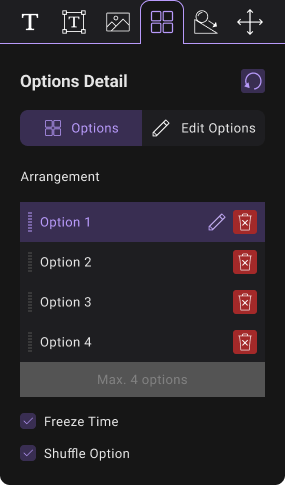 T
T
Options Detail
Options Edit Options
Arrangement
Option 1
Option 2
Option 3
Option 4
Max. 4 options
Freeze Time
Shuffle Option